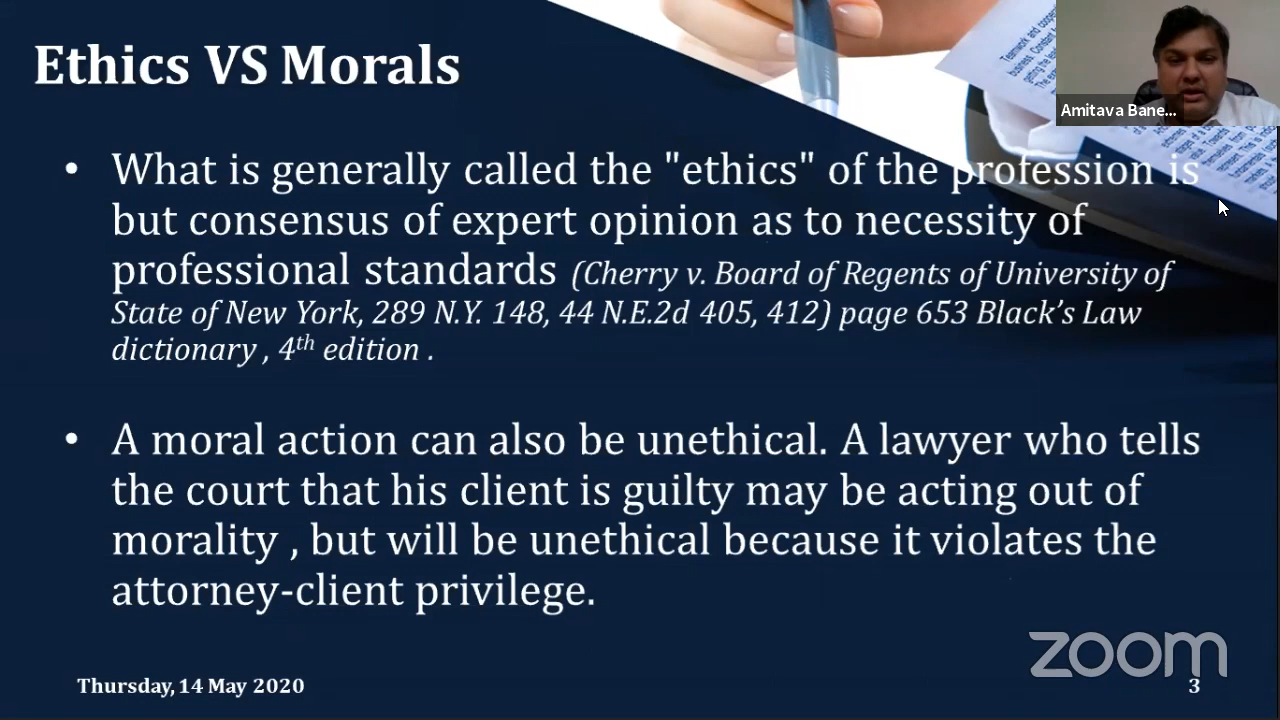 Ethics VS Morals
Amitava Bane...
• What is generally called the "ethics" of the profession is
but consensus of expert opinion as to necessity of
professional standards (Cherry v. Board of Regents of University of
State of New York, 289 N.Y. 148, 44 N.E.2d 405, 412) page 653 Black’s Law
dictionary , 4th edition .
• A moral action can also be unethical. A lawyer who tells
the court that his client is guilty may be acting out of
morality , but will be unethical because it violates the
attorney-client privilege.
zoom
Thursday, 14 May 2020
3